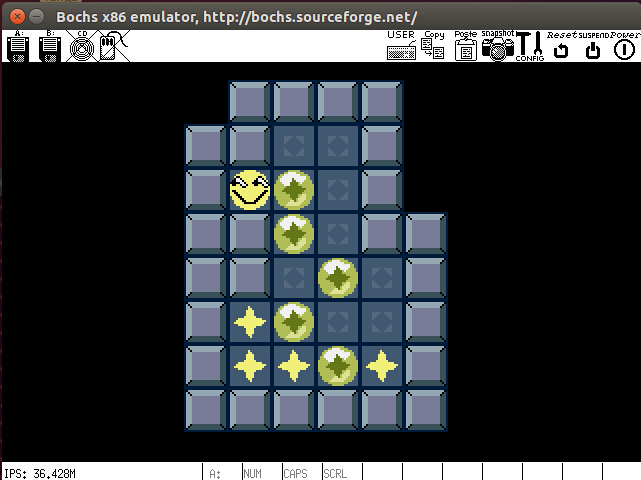 Bochs x86 emulator, http://bochs.sourceforge.net/
A: B: CD USER Copy Paste Snapshot CONFIG Reset SUSPEND Power
IPS: 36.428M A: NUM CAPS SCRL